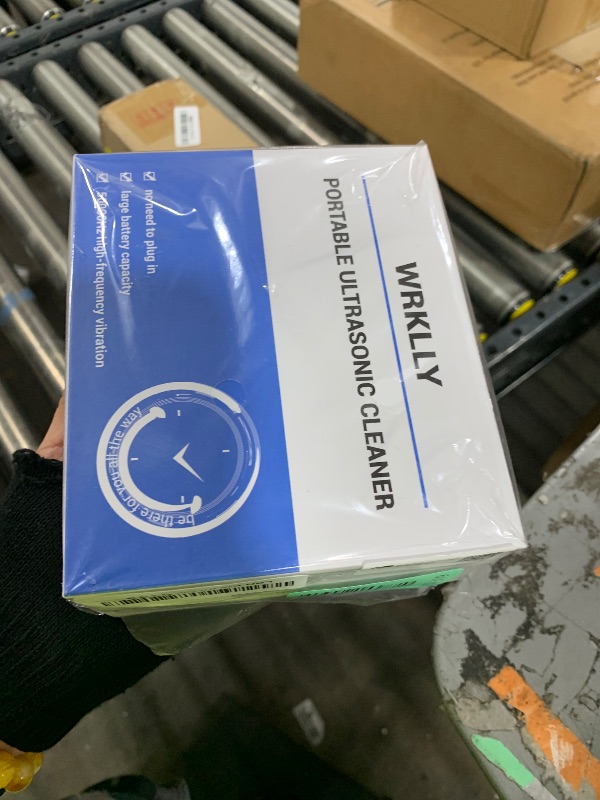 WRKLLY
PORTABLE ULTRASONIC CLEANER
no need to plug in
large battery capacity
high-frequency vibration
be there for you all the way